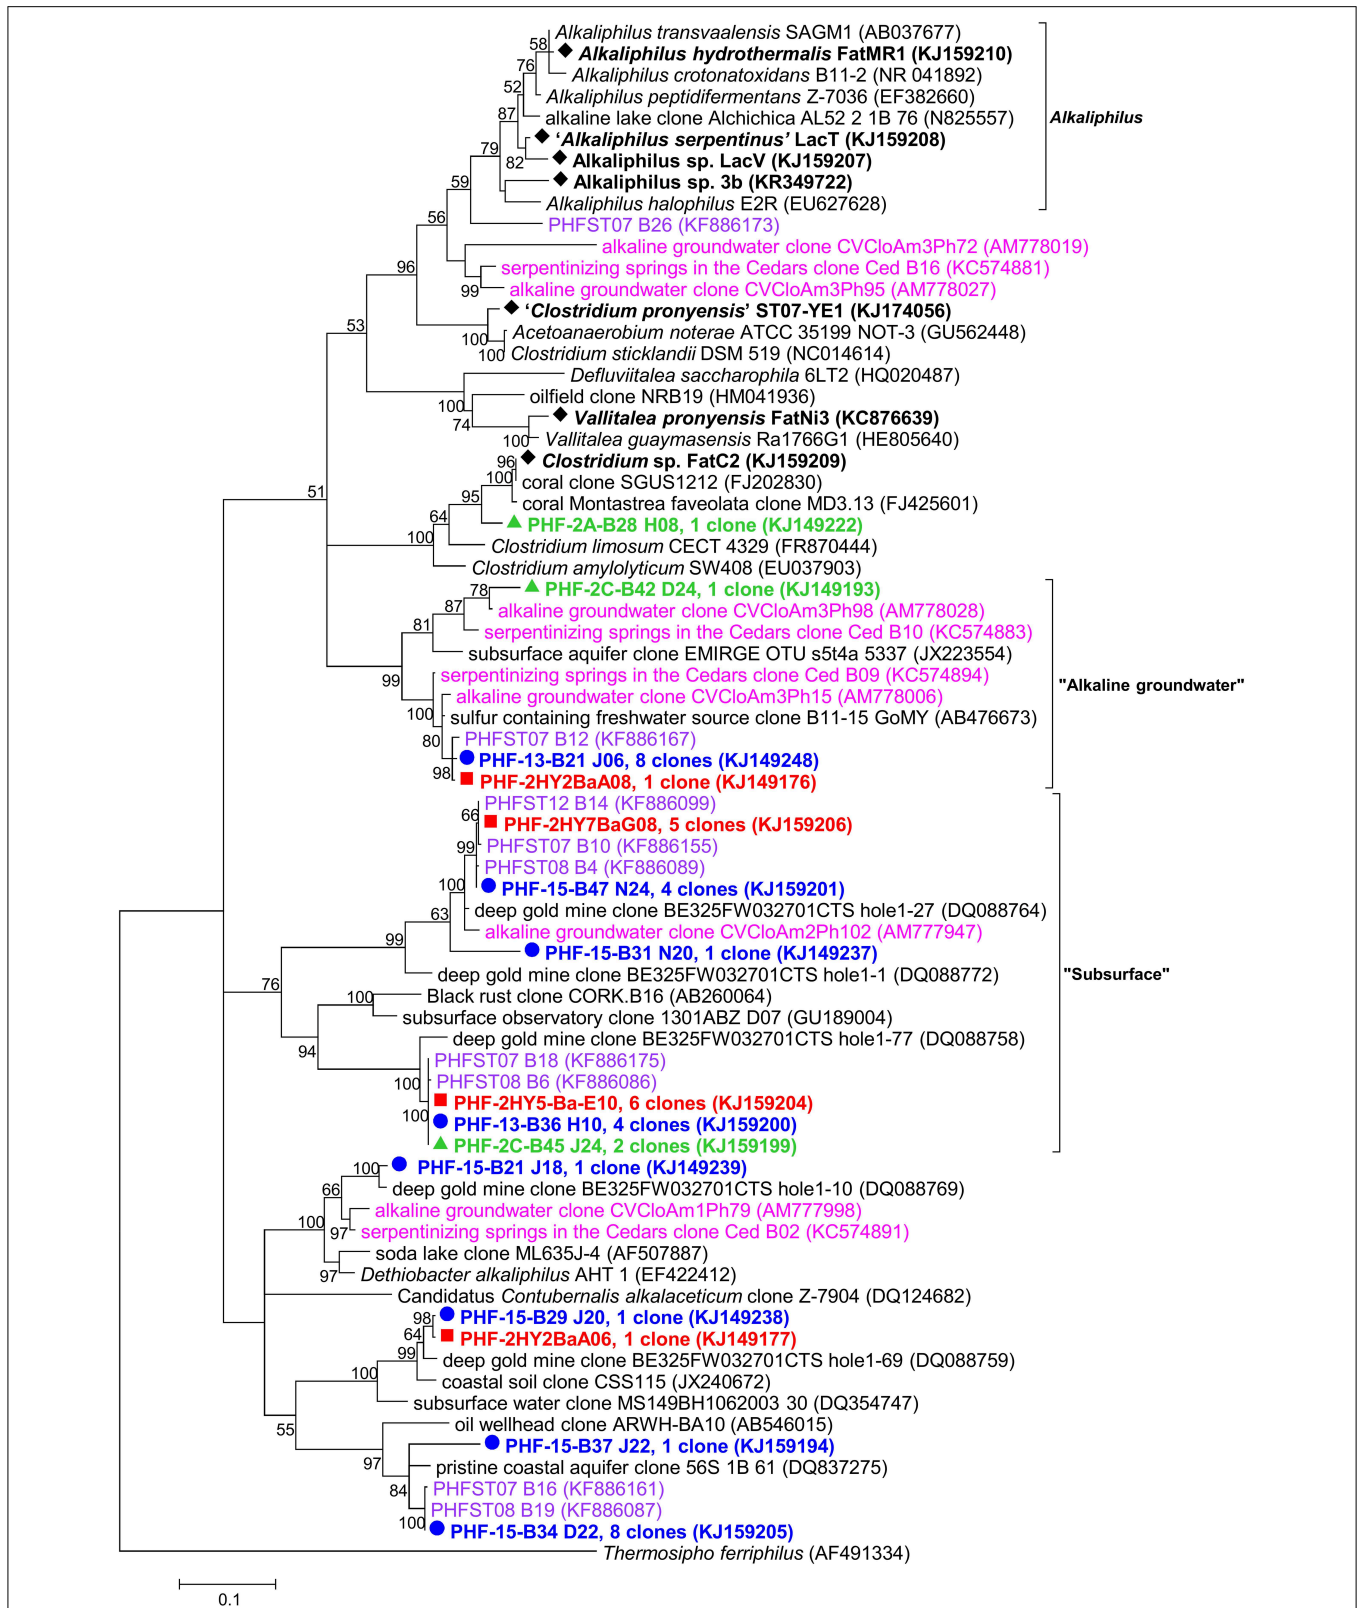 Alkaliphilus transvaalensis SAGM1 (AB037677)
58
Alkaliphilus hydrothermalis FatMR1 (KJ159210)
76
Alkaliphilus crotonatoxidans B11-2 (NR 041892)
52
Alkaliphilus peptidifermentans Z-7036 (EF382660)
87
alkaline lake clone Alchichica AL52 2 1B 76 (N825557)
Alkaliphilus
'Alkaliphilus serpentinus' LacT (KJ159208)
79
82
Alkaliphilus sp. LacV (KJ159207)
59
Alkaliphilus sp. 3b (KR349722)
Alkaliphilus halophilus E2R (EU627628)
56
PHFST07 B26 (KF886173)
alkaline groundwater clone CVCloAm3Ph72 (AM778019)
96
serpentinizing springs in the Cedars clone Ced B16 (KC574881)
99
alkaline groundwater clone CVCloAm3Ph95 (AM778027)
'Clostridium pronyensis' ST07-YE1 (KJ174056)
53
100
Acetoanaerobium noterae ATCC 35199 NOT-3 (GU562448)
100
Clostridium sticklandii DSM 519 (NC014614)
Defluviitalea saccharophila 6LT2 (HQ020487)
100
oilfield clone NRB19 (HM041936)
74
Vallitalea pronyensis FatNi3 (KC876639)
100
Vallitalea guaymasensis Ra1766G1 (HE805640)
96
Clostridium sp. FatC2 (KJ159209)
100
coral clone SGUS1212 (FJ202830)
51
95
coral Montastrea faveolata clone MD3.13 (FJ425601)
64
PHF-2A-B28 H08, 1 clone (KJ149222)
100
Clostridium limosum CECT 4329 (FR870444)
Clostridium amylolyticum SW408 (EU037903)
78
PHF-2C-B42 D24, 1 clone (KJ149193)
87
alkaline groundwater clone CVCloAm3Ph98 (AM778028)
81
serpentinizing springs in the Cedars clone Ced B10 (KC574883)
subsurface aquifer clone EMIRGE OTU s5t4a 5337 (JX223554)
99
serpentinizing springs in the Cedars clone Ced B09 (KC574894)
"Alkaline groundwater"
alkaline groundwater clone CVCloAm3Ph15 (AM778006)
100
sulfur containing freshwater source clone B11-15 GoMY (AB476673)
80
PHFST07 B12 (KF886167)
PHF-13-B21 J06, 8 clones (KJ149248)
98
PHF-2HY2BaA08, 1 clone (KJ149176)
PHFST12 B14 (KF886099)
66
PHF-2HY7BaG08, 5 clones (KJ159206)
99
PHFST07 B10 (KF886155)
PHFST08 B4 (KF886089)
100
PHF-15-B47 N24, 4 clones (KJ159201)
63
deep gold mine clone BE325FW032701CTS hole1-27 (DQ088764)
alkaline groundwater clone CVCloAm2Ph102 (AM777947)
99
PHF-15-B31 N20, 1 clone (KJ149237)
deep gold mine clone BE325FW032701CTS hole1-1 (DQ088772)
"Subsurface"
76
100
Black rust clone CORK.B16 (AB260064)
subsurface observatory clone 1301ABZ D07 (GU189004)
94
deep gold mine clone BE325FW032701CTS hole1-77 (DQ088758)
PHFST07 B18 (KF886175)
100
PHFST08 B6 (KF886086)
PHF-2HY5-Ba-E10, 6 clones (KJ159204)
100
PHF-13-B36 H10, 4 clones (KJ159200)
PHF-2C-B45 J24, 2 clones (KJ159199)
100
PHF-15-B21 J18, 1 clone (KJ149239)
66
deep gold mine clone BE325FW032701CTS hole1-10 (DQ088769)
alkaline groundwater clone CVCloAm1Ph79 (AM777998)
100
97
serpentinizing springs in the Cedars clone Ced B02 (KC574891)
soda lake clone ML635J-4 (AF507887)
97
Dethiobacter alkaliphilus AHT 1 (EF422412)
Candidatus Contubernalis alkalaceticum clone Z-7904 (DQ124682)
98
PHF-15-B29 J20, 1 clone (KJ149238)
64
PHF-2HY2BaA06, 1 clone (KJ149177)
99
deep gold mine clone BE325FW032701CTS hole1-69 (DQ088759)
100
coastal soil clone CSS115 (JX240672)
subsurface water clone MS149BH1062003 30 (DQ354747)
55
oil wellhead clone ARWH-BA10 (AB546015)
PHF-15-B37 J22, 1 clone (KJ159194)
97
pristine coastal aquifer clone 56S 1B 61 (DQ837275)
84
PHFST07 B16 (KF886161)
PHFST08 B19 (KF886087)
100
PHF-15-B34 D22, 8 clones (KJ159205)
Thermosipho ferriphilus (AF491334)
0.1